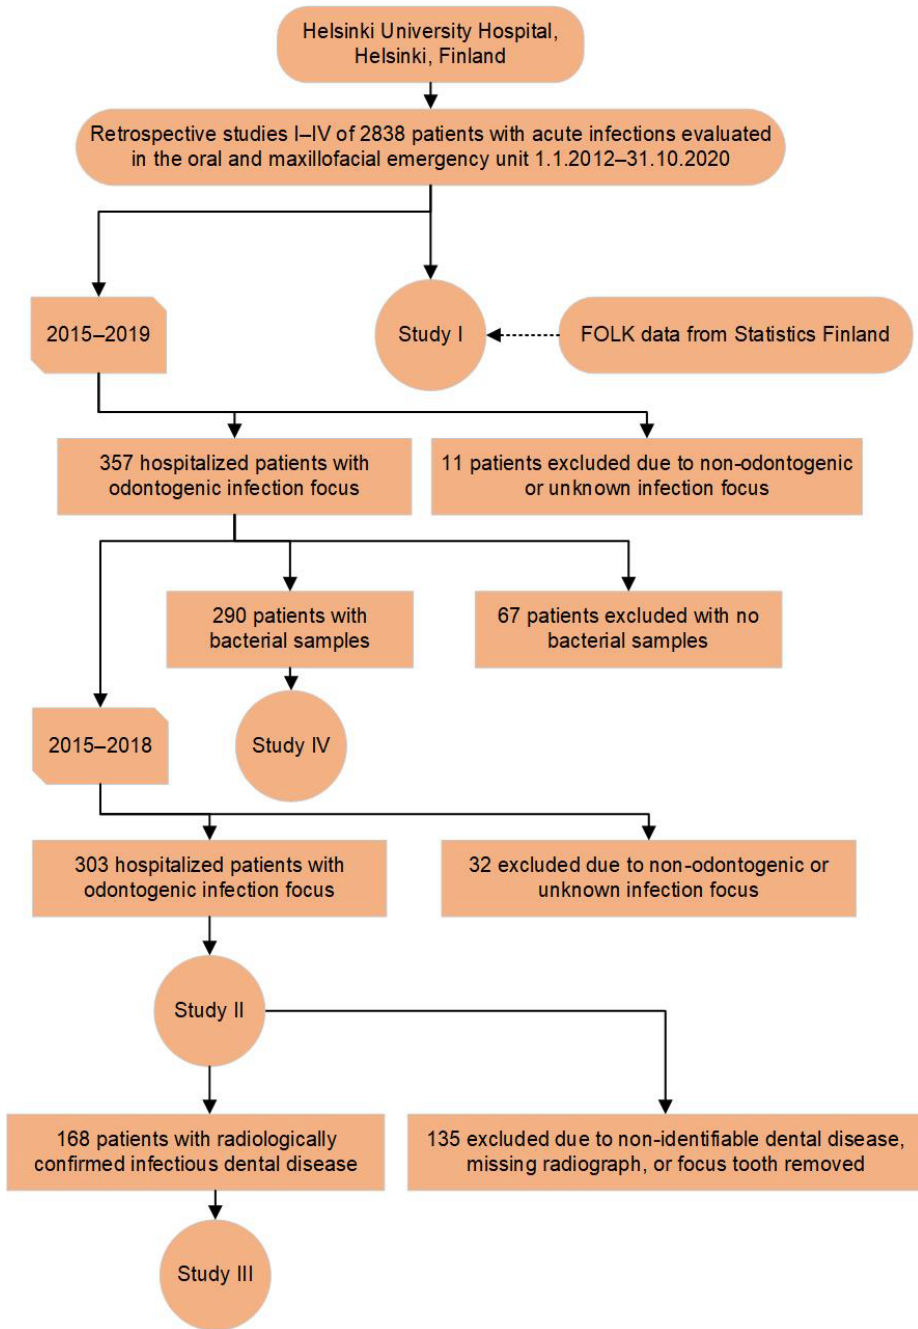 Helsinki University Hospital,
Helsinki, Finland
Retrospective studies I–IV of 2838 patients with acute infections evaluated
in the oral and maxillofacial emergency unit 1.1.2012–31.10.2020
2015–2019
Study I
FOLK data from Statistics Finland
357 hospitalized patients with
odontogenic infection focus
11 patients excluded due to non-odontogenic
or unknown infection focus
290 patients with
bacterial samples
67 patients excluded with no
bacterial samples
2015–2018
Study IV
303 hospitalized patients with
odontogenic infection focus
32 excluded due to non-odontogenic or
unknown infection focus
Study II
168 patients with radiologically
confirmed infectious dental disease
135 excluded due to non-identifiable dental disease,
missing radiograph, or focus tooth removed
Study III